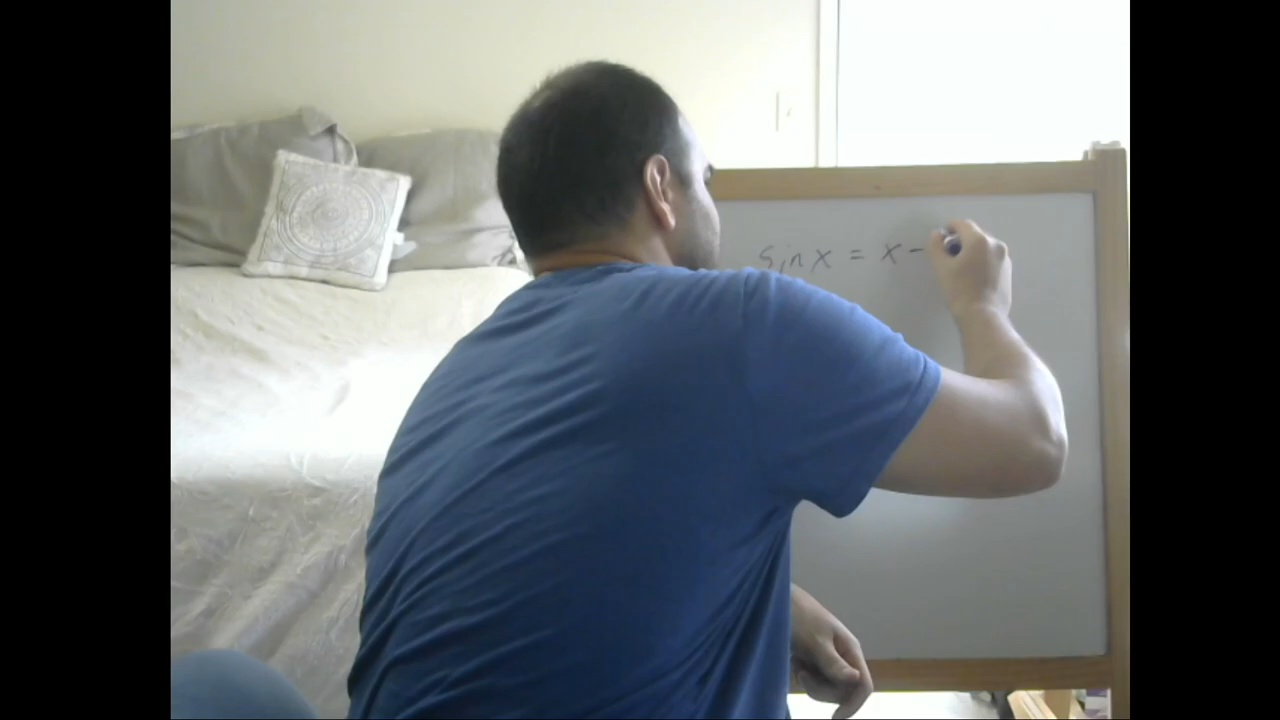 sin x = x -